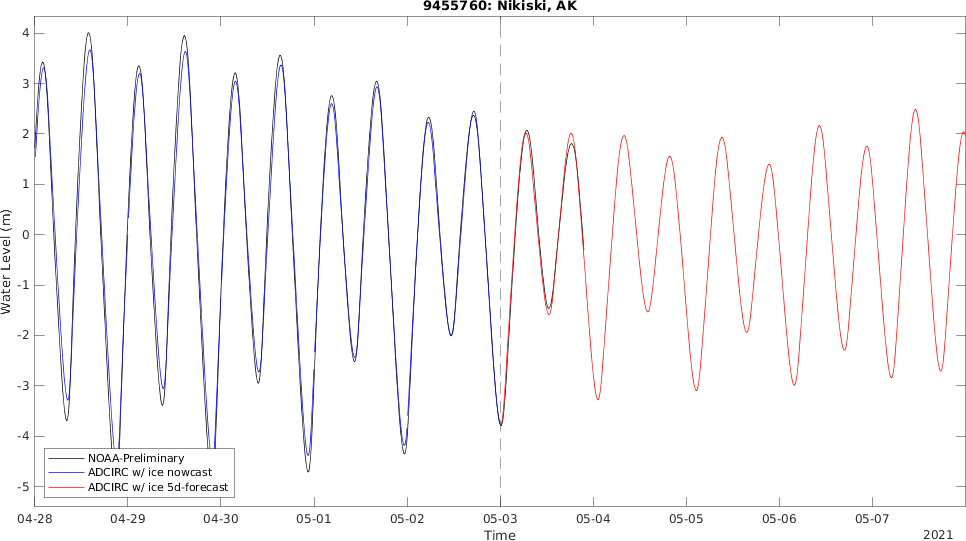 9455760: Nikiski, AK
Water Level (m)
4
3
2
1
0
-1
-2
-3
-4
-5
NOAA-Preliminary
ADCIRC w/ ice nowcast
ADCIRC w/ ice 5d-forecast
04-28 04-29 04-30 05-01 05-02 05-03 05-04 05-05 05-06 05-07
Time
2021